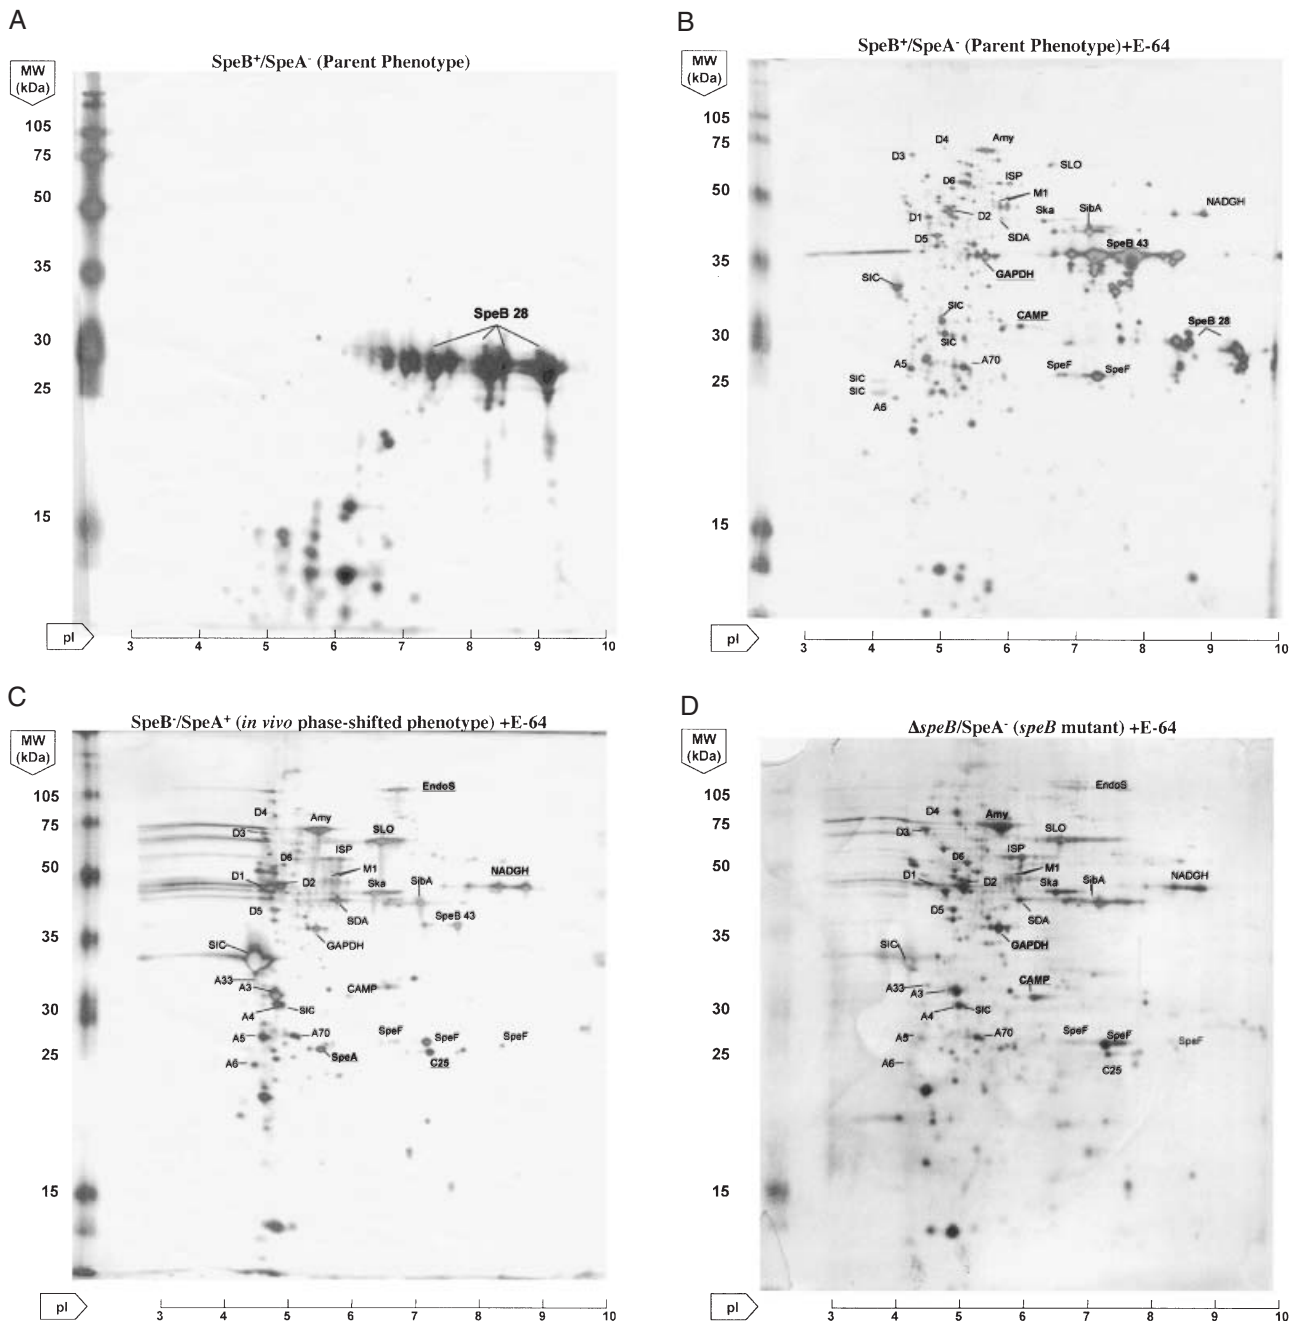 A
SpeB+/SpeA- (Parent Phenotype)
MW
(kDa)
105
75
50
35
30
25
15
SpeB 28
pI
3 4 5 6 7 8 9 10
B
SpeB+/SpeA- (Parent Phenotype)+E-64
MW
(kDa)
105
75
50
35
30
25
15
D4
Amy
D3
SLO
D6
ISP
M1
NADGH
D1
D2
Ska
SibA
D5
SDA
SpeB 43
GAPDH
SIC
SIC
CAMP
SpeB 28
SIC
A5
A70
SpeF
SpeF
SIC
SIC
A6
pI
3 4 5 6 7 8 9 10
C
SpeB-/SpeA+ (in vivo phase-shifted phenotype) +E-64
MW
(kDa)
105
75
50
35
30
25
15
EndoS
D4
Amy
D3
SLO
D6
ISP
M1
NADGH
D1
D2
Ska
SibA
D5
SDA
SpeB 43
SIC
GAPDH
A33
A3
CAMP
A4
SIC
A5
A70
SpeF
SpeF
SpeF
A6
SpeA
C25
pI
3 4 5 6 7 8 9 10
D
ΔspeB/SpeA- (speB mutant) +E-64
MW
(kDa)
105
75
50
35
30
25
15
EndoS
D4
Amy
D3
SLO
D6
ISP
M1
D1
D2
Ska
SibA
NADGH
D5
SDA
SIC
GAPDH
A33
A3
CAMP
A4
SIC
A5
A70
SpeF
SpeF
SpeF
A6
C25
pI
3 4 5 6 7 8 9 10